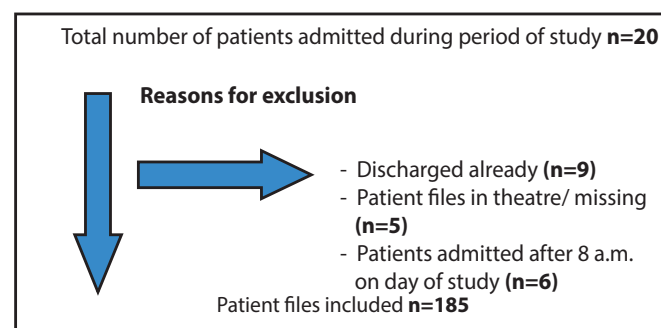 Total number of patients admitted during period of study n=20
Reasons for exclusion
- Discharged already (n=9)
- Patient files in theatre/ missing
(n=5)
- Patients admitted after 8 a.m.
on day of study (n=6)
Patient files included n=185